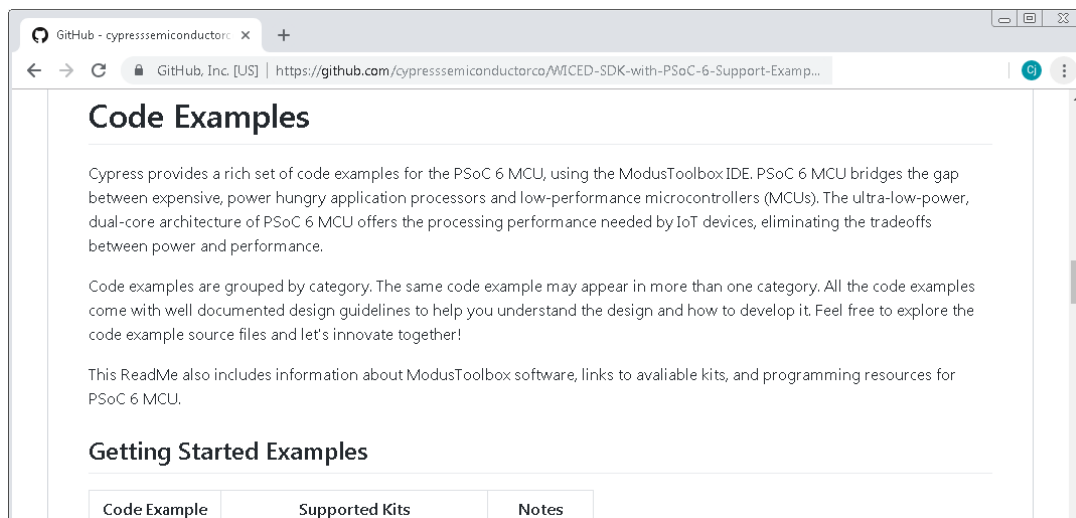 GitHub - cypresssemiconductorc
GitHub, Inc. [US] | https://github.com/cypresssemiconductorco/WICED-SDK-with-PSoC-6-Support-Examp...
Cj
Code Examples
Cypress provides a rich set of code examples for the PSoC 6 MCU, using the ModusToolbox IDE. PSoC 6 MCU bridges the gap
between expensive, power hungry application processors and low-performance microcontrollers (MCUs). The ultra-low-power,
dual-core architecture of PSoC 6 MCU offers the processing performance needed by IoT devices, eliminating the tradeoffs
between power and performance.
Code examples are grouped by category. The same code example may appear in more than one category. All the code examples
come with well documented design guidelines to help you understand the design and how to develop it. Feel free to explore the
code example source files and let's innovate together!
This ReadMe also includes information about ModusToolbox software, links to avaliable kits, and programming resources for
PSoC 6 MCU.
Getting Started Examples
Code Example Supported Kits Notes